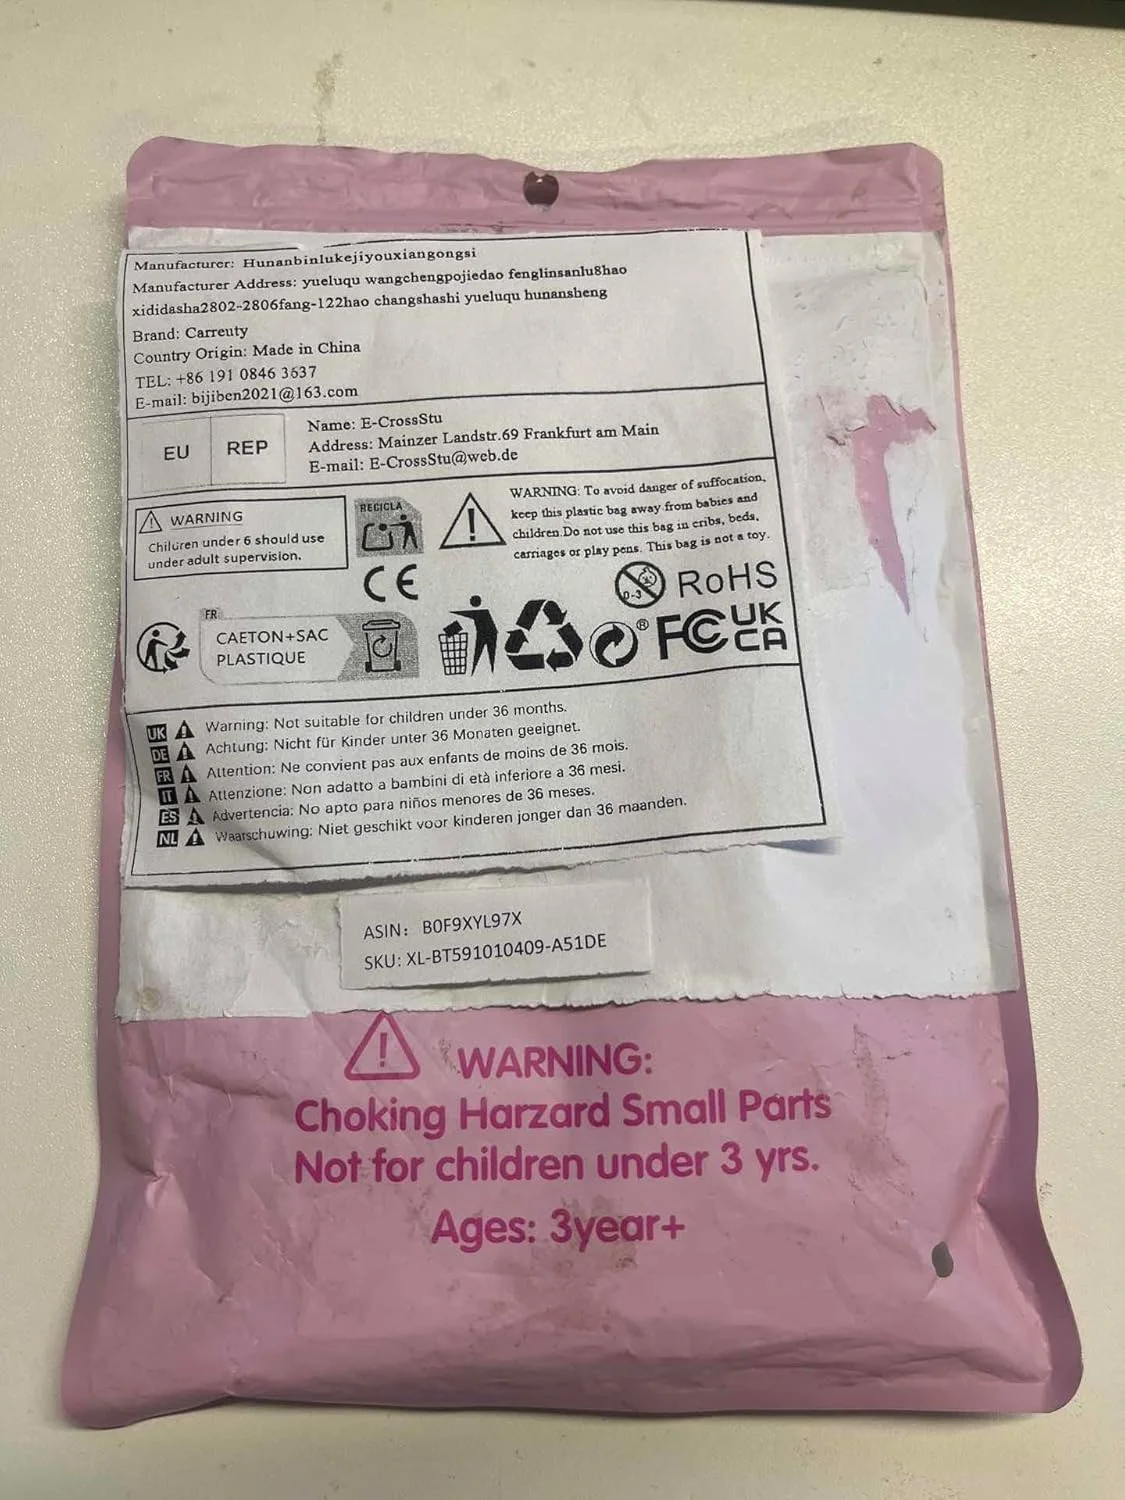 Manufacturer: Hunanbinlukejiyouxiangongsi
Manufacturer Address: yueluqu wangchengpojiedao fenglinsanlu8hao
xididasha2802-2806fang-122hao changshashi yueluqu hunansheng
Brand: Carreuty
Country Origin: Made in China
TEL: +86 191 0846 3637
E-mail: bijiben2021@163.com
EU REP
Name: E-CrossStu
Address: Mainzer Landstr.69 Frankfurt am Main
E-mail: E-CrossStu@web.de
WARNING
Children under 6 should use
under adult supervision.
RECICLA
WARNING: To avoid danger of suffocation,
keep this plastic bag away from babies and
children.Do not use this bag in cribs, beds,
carriages or play pens. This bag is not a toy.
CE
0-3
RoHS
FR
CAETON+SAC
PLASTIQUE
®
FC
UK
CA
UK Warning: Not suitable for children under 36 months.
DE Achtung: Nicht für Kinder unter 36 Monaten geeignet.
FR Attention: Ne convient pas aux enfants de moins de 36 mois.
IT Attenzione: Non adatto a bambini di età inferiore a 36 mesi.
ES Advertencia: No apto para niños menores de 36 meses.
NL Waarschuwing: Niet geschikt voor kinderen jonger dan 36 maanden.
ASIN: B0F9XYL97X
SKU: XL-BT591010409-A51DE
WARNING:
Choking Harzard Small Parts
Not for children under 3 yrs.
Ages: 3year+